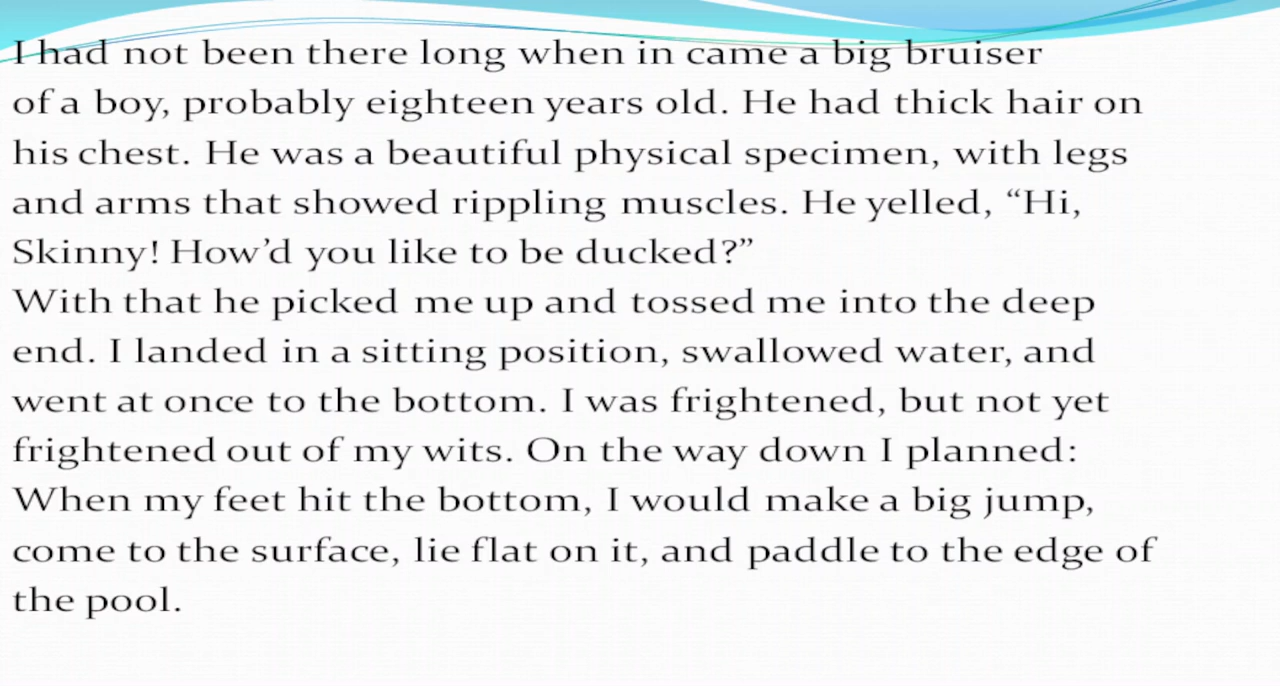 I had not been there long when in came a big bruiser
of a boy, probably eighteen years old. He had thick hair on
his chest. He was a beautiful physical specimen, with legs
and arms that showed rippling muscles. He yelled, “Hi,
Skinny! How’d you like to be ducked?”
With that he picked me up and tossed me into the deep
end. I landed in a sitting position, swallowed water, and
went at once to the bottom. I was frightened, but not yet
frightened out of my wits. On the way down I planned:
When my feet hit the bottom, I would make a big jump,
come to the surface, lie flat on it, and paddle to the edge of
the pool.